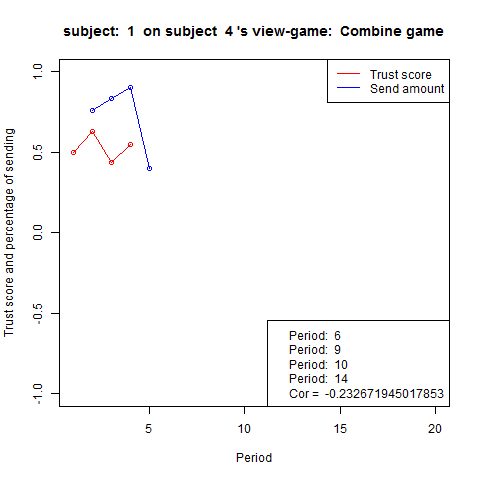 subject:  1  on subject  4 's view-game:  Combine game
Trust score
Send amount
Trust score and percentage of sending
1.0
0.5
0.0
-0.5
-1.0
Period:  6
Period:  9
Period:  10
Period:  14
Cor =  -0.232671945017853
5 10 15 20
Period